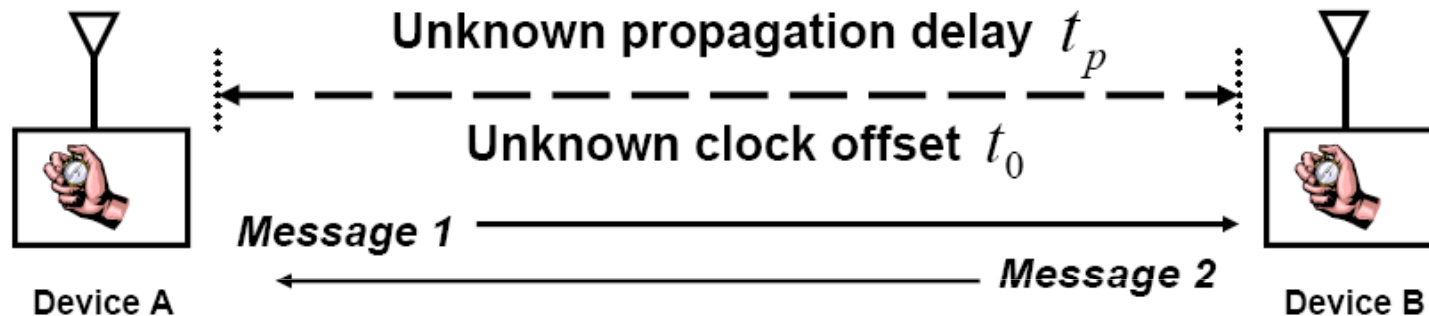 Unknown propagation delay t_p
Unknown clock offset t_0
Message 1
Message 2
Device A
Device B